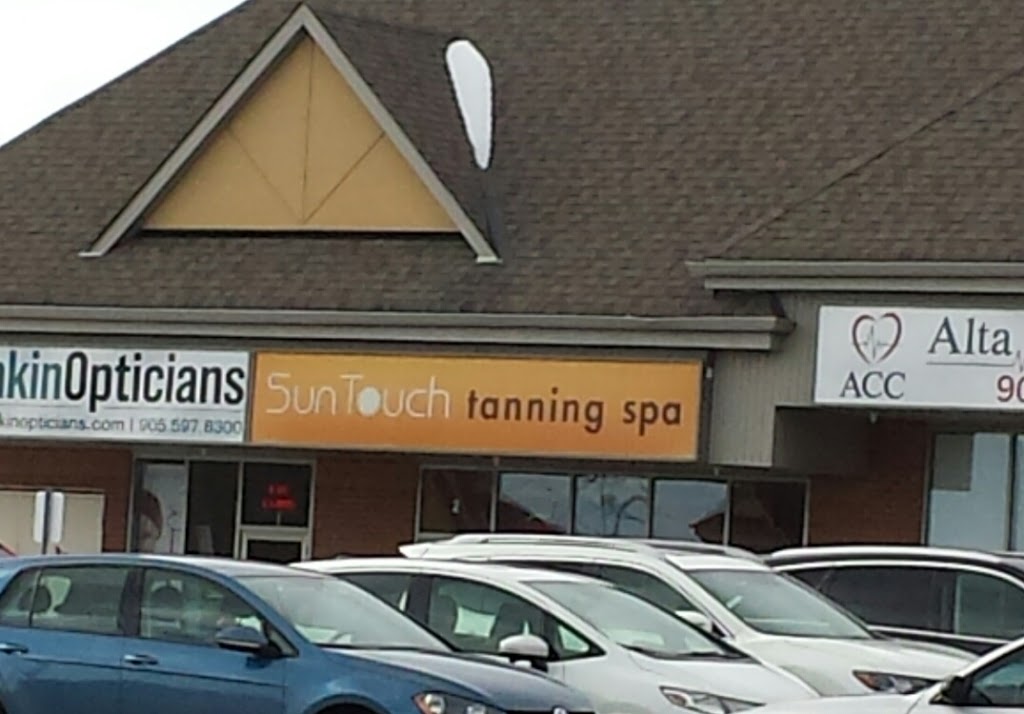 kinOpticians
kinopticians.com | 905.597.8300
SunTouch tanning spa
Alta
ACC
90